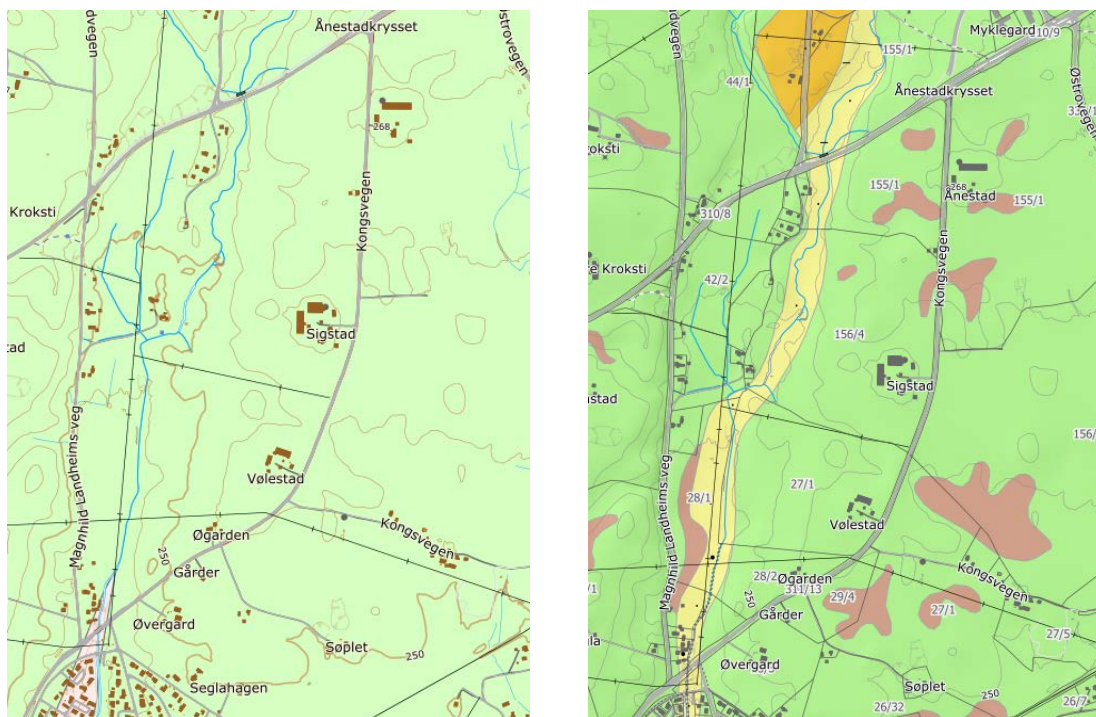 Ånestadkrysset
268
Kongsvegen
Kroksti
Sigstad
Vølestad
Magnhild Landheims veg
Øgarden
Kongsvegen
250
Gårder
Øvergard
Søplet
250
Seglahagen
Myklegard
10/9
155/1
44/1
Ånestadkrysset
Østrovegen
155/1
268
Ånestad
155/1
310/8
Kongsvegen
re Kroksti
42/2
156/4
Sigstad
28/1
27/1
Vølestad
Magnhild Landheims veg
28/2
Øgarden
311/13
Kongsvegen
250
Gårder
29/4
27/1
27/5
Øvergard
Søplet
250
26/32
26/7